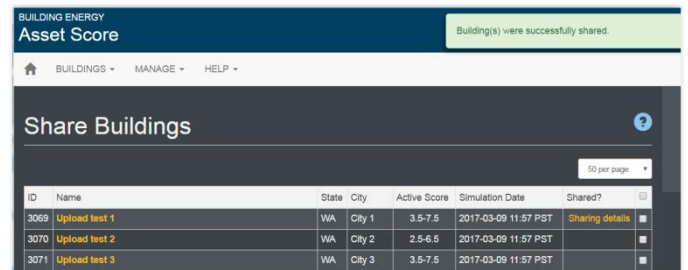 BUILDING ENERGY
Asset Score
Building(s) were successfully shared.
BUILDINGS MANAGE HELP
Share Buildings
?
50 per page
ID Name State City Active Score Simulation Date Shared?
3069 Upload test 1 WA City 1 3.5-7.5 2017-03-09 11:57 PST Sharing details
3070 Upload test 2 WA City 2 2.5-6.5 2017-03-09 11:57 PST
3071 Upload test 3 WA City 3 3.5-7.5 2017-03-09 11:57 PST